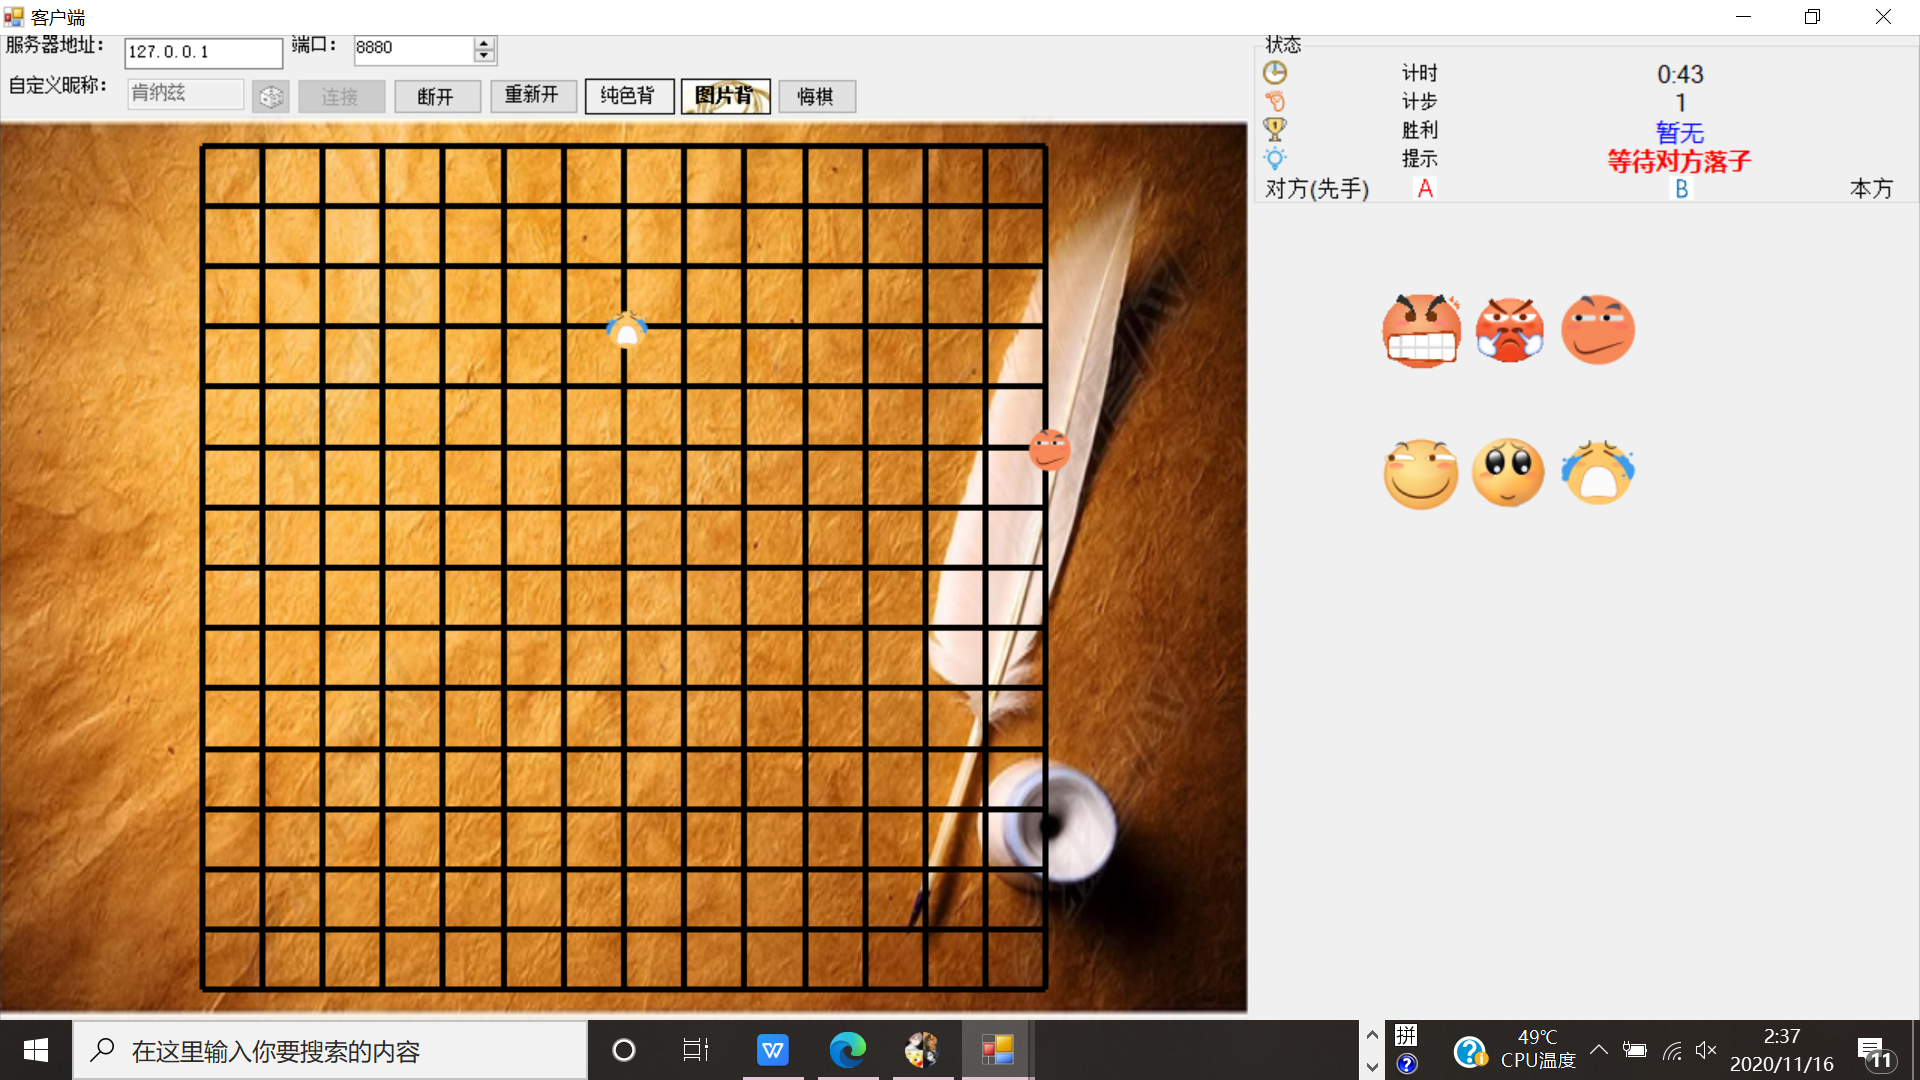 客户端
服务器地址： 127.0.0.1 端口： 8880
自定义昵称： 肯纳兹 连接 断开 重新开 纯色背 图片背 悔棋
状态
计时 0:43
计步 1
胜利 暂无
提示 等待对方落子
对方(先手) A B 本方
在这里输入你要搜索的内容
拼
49℃
CPU温度
2:37
2020/11/16
11